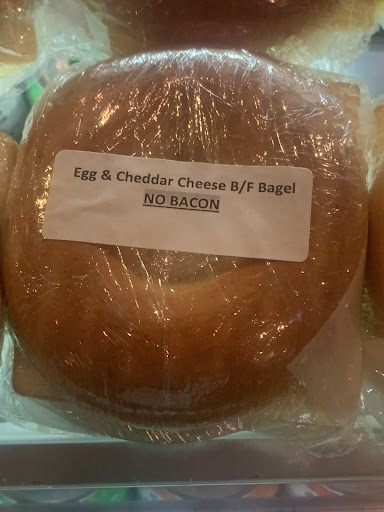 Egg & Cheddar Cheese B/F Bagel
NO BACON